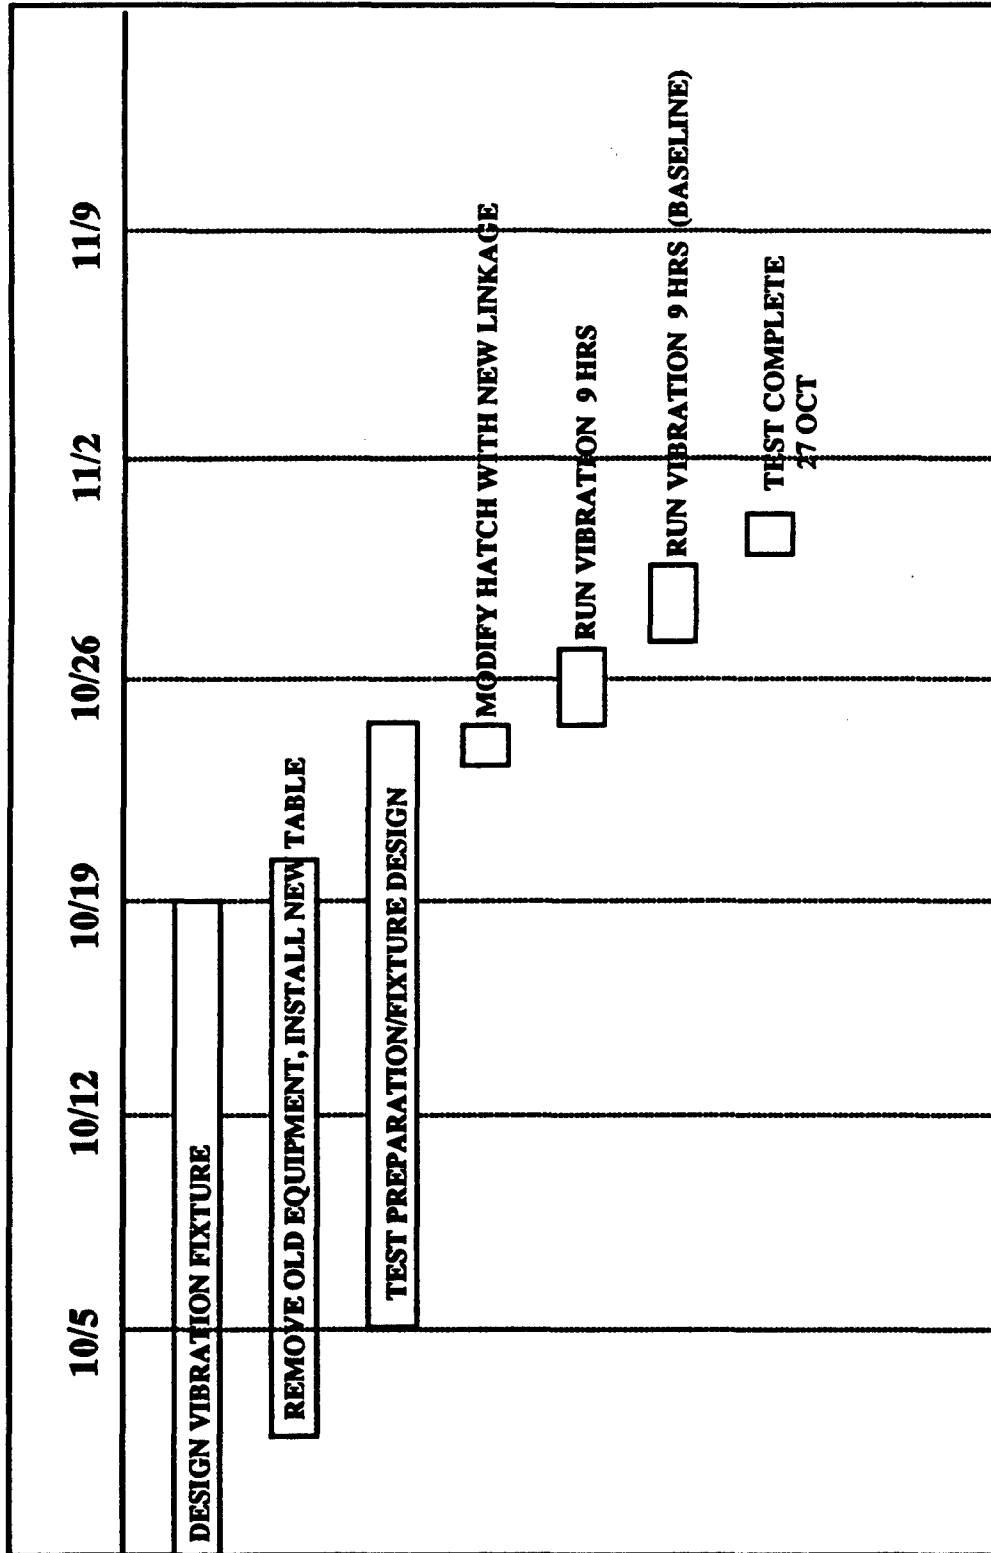 10/5
10/12
10/19
10/26
11/2
11/9
DESIGN VIBRATION FIXTURE
REMOVE OLD EQUIPMENT, INSTALL NEW TABLE
TEST PREPARATION/FIXTURE DESIGN
MODIFY HATCH WITH NEW LINKAGE
RUN VIBRATION 9 HRS
RUN VIBRATION 9 HRS (BASELINE)
TEST COMPLETE
27 OCT